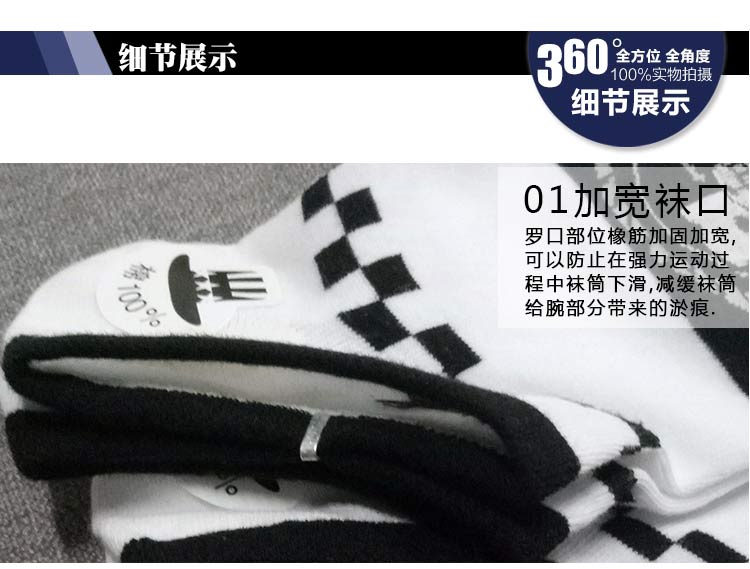 细节展示
360°
全方位 全角度
100%实物拍摄
细节展示
01加宽袜口
罗口部位橡筋加固加宽,
可以防止在强力运动过
程中袜筒下滑,减缓袜筒
给腕部分带来的淤痕.
棉100%
%